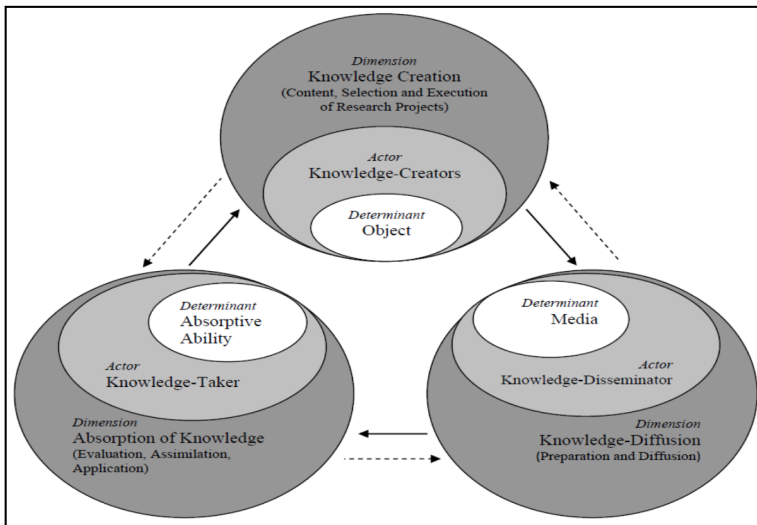 Dimension
Knowledge Creation
(Content, Selection and Execution
of Research Projects)
Actor
Knowledge-Creators
Determinant
Object
Determinant
Absorptive
Ability
Actor
Knowledge-Taker
Dimension
Absorption of Knowledge
(Evaluation, Assimilation,
Application)
Determinant
Media
Actor
Knowledge-Disseminator
Dimension
Knowledge-Diffusion
(Preparation and Diffusion)